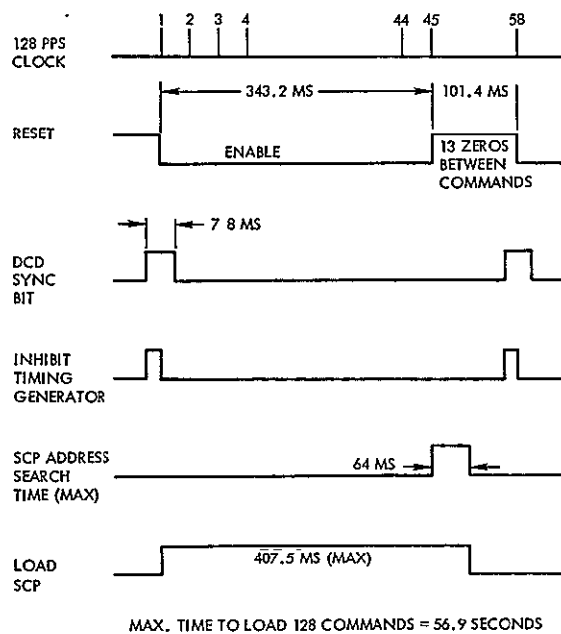 1 2 3 4 44 45 58
128 PPS
CLOCK
343.2 MS 101.4 MS
RESET
ENABLE
13 ZEROS
BETWEEN
COMMANDS
7 8 MS
DCD
SYNC
BIT
INHIBIT
TIMING
GENERATOR
SCP ADDRESS
SEARCH
TIME (MAX)
64 MS
LOAD
SCP
407.5 MS (MAX)
MAX. TIME TO LOAD 128 COMMANDS = 56.9 SECONDS